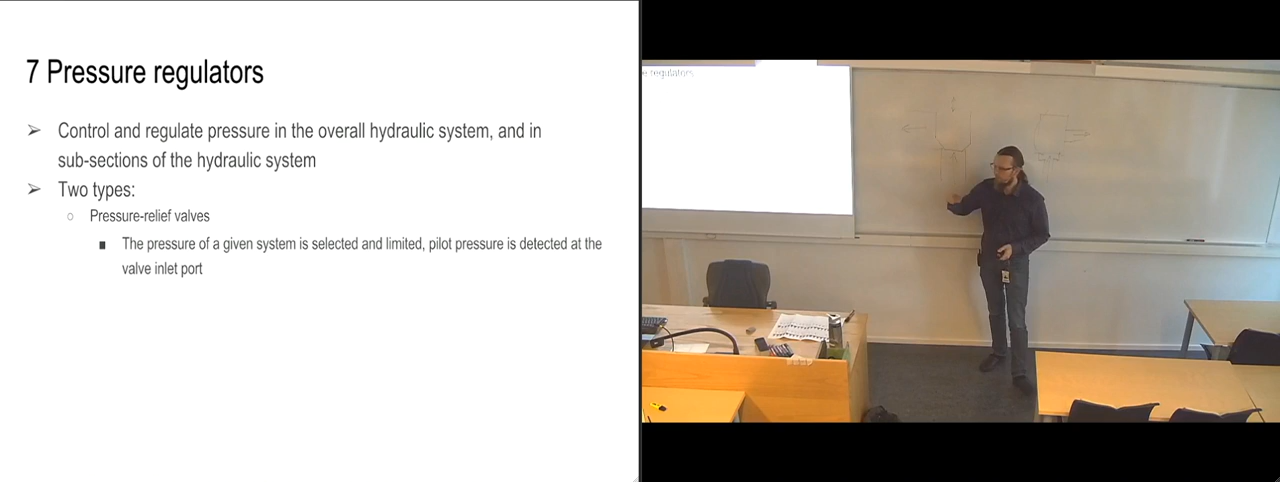 7 Pressure regulators
➢ Control and regulate pressure in the overall hydraulic system, and in
sub-sections of the hydraulic system
➢ Two types:
○ Pressure-relief valves
■ The pressure of a given system is selected and limited, pilot pressure is detected at the
valve inlet port
e regulators